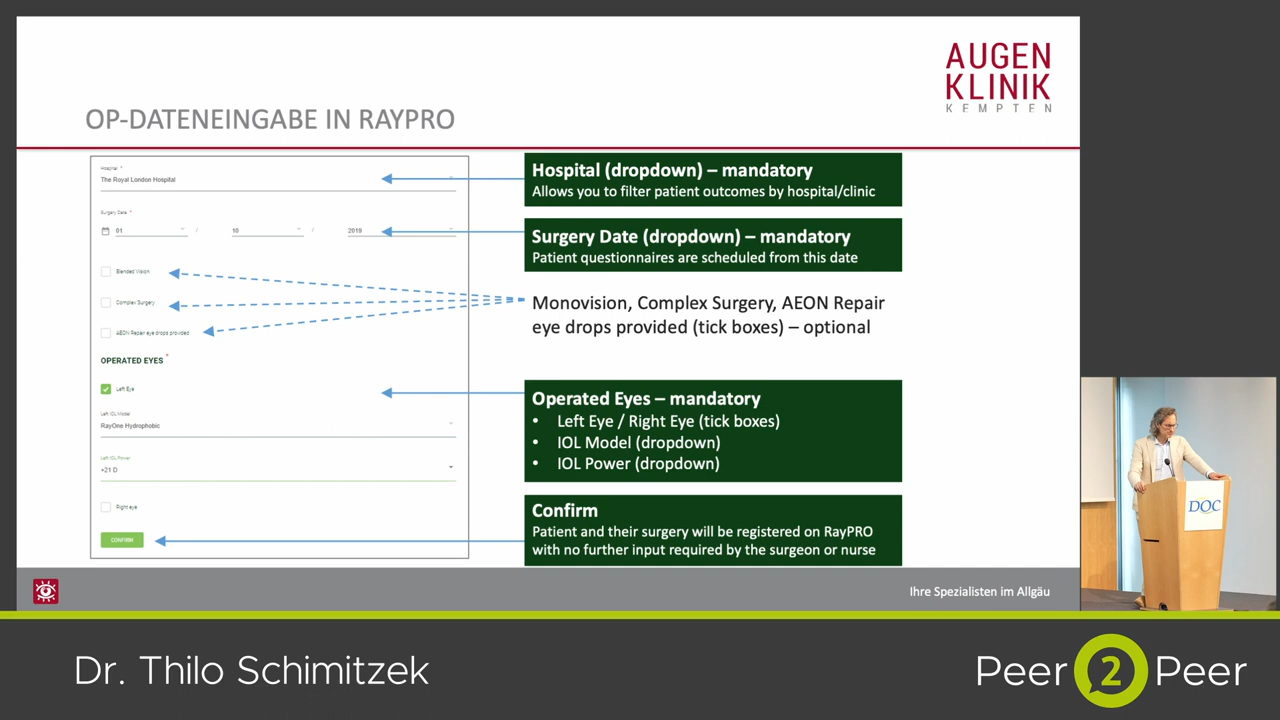 AUGEN
KLINIK
KEMPTEN
OP-DATENEINGABE IN RAYPRO
Hospital *
The Royal London Hospital
Surgery Date *
01 / 10 / 2019
Blended Vision
Complex Surgery
AEON Repair eye drops provided
OPERATED EYES *
Left Eye
Left IOL Model
RayOne Hydrophobic
Left IOL Power
+21 D
Right eye
CONFIRM
Hospital (dropdown) – mandatory
Allows you to filter patient outcomes by hospital/clinic
Surgery Date (dropdown) – mandatory
Patient questionnaires are scheduled from this date
Monovision, Complex Surgery, AEON Repair
eye drops provided (tick boxes) – optional
Operated Eyes – mandatory
• Left Eye / Right Eye (tick boxes)
• IOL Model (dropdown)
• IOL Power (dropdown)
Confirm
Patient and their surgery will be registered on RayPRO
with no further input required by the surgeon or nurse
Ihre Spezialisten im Allgäu
DOC
Dr. Thilo Schimitzek
Peer 2 Peer